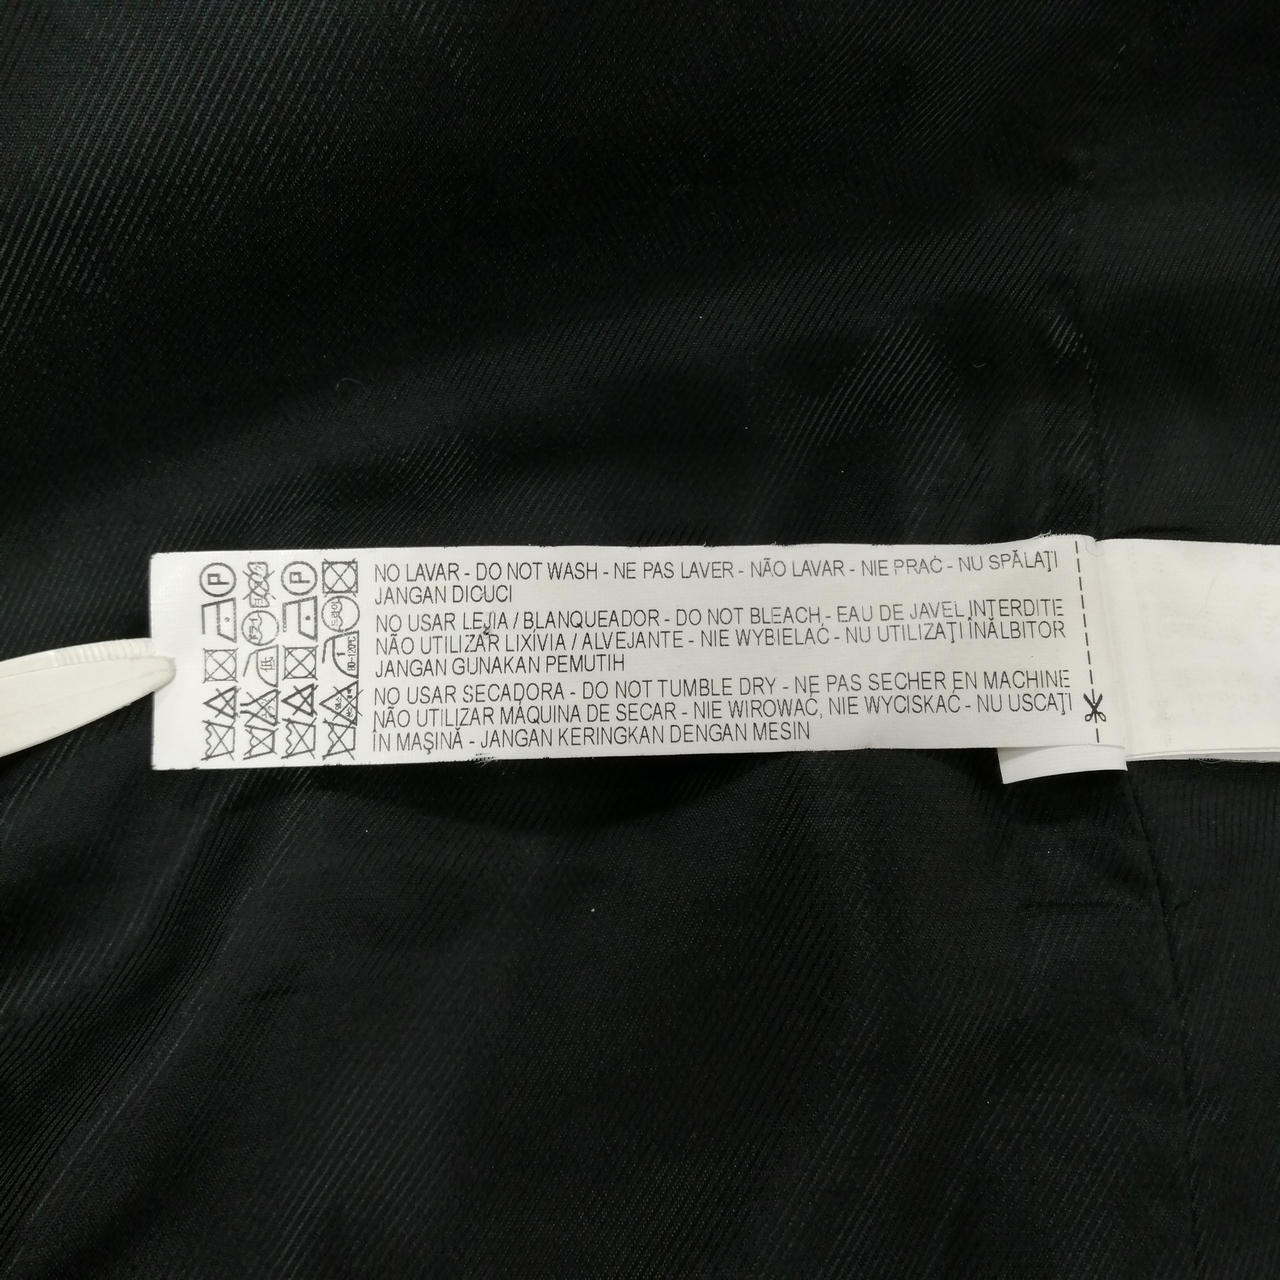 NO LAVAR - DO NOT WASH - NE PAS LAVER - NÃO LAVAR - NIE PRAĆ - NU SPĂLAŢI
JANGAN DICUCI
NO USAR LEJIA / BLANQUEADOR - DO NOT BLEACH - EAU DE JAVEL INTERDITIE
NÃO UTILIZAR LIXÍVIA / ALVEJANTE - NIE WYBIELAĆ - NU UTILIZAŢI ÎNĂLBITOR
JANGAN GUNAKAN PEMUTIH
NO USAR SECADORA - DO NOT TUMBLE DRY - NE PAS SECHER EN MACHINE
NÃO UTILIZAR MÁQUINA DE SECAR - NIE WIROWAĆ, NIE WYCISKAĆ - NU USCAŢI
ÎN MAŞINĂ - JANGAN KERINGKAN DENGAN MESIN
P
P